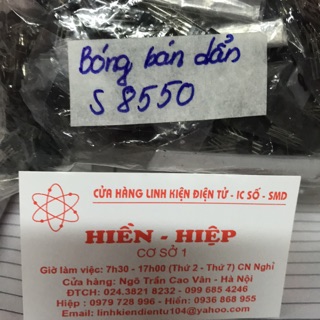 Bóng bán dẫn
S 8550
CỬA HÀNG LINH KIỆN ĐIỆN TỬ - IC SỐ - SMD
HIỀN - HIỆP
CƠ SỞ 1
Giờ làm việc: 7h30 - 17h00 (Thứ 2 - Thứ 7) CN Nghỉ
Cửa hàng: Ngõ Trần Cao Vân - Hà Nội
ĐTCH: 024.3821 8232 - 099 685 4246
Hiệp : 0979 728 996 - Hiền: 0936 868 955
Email: linhkiendientu104@yahoo.com